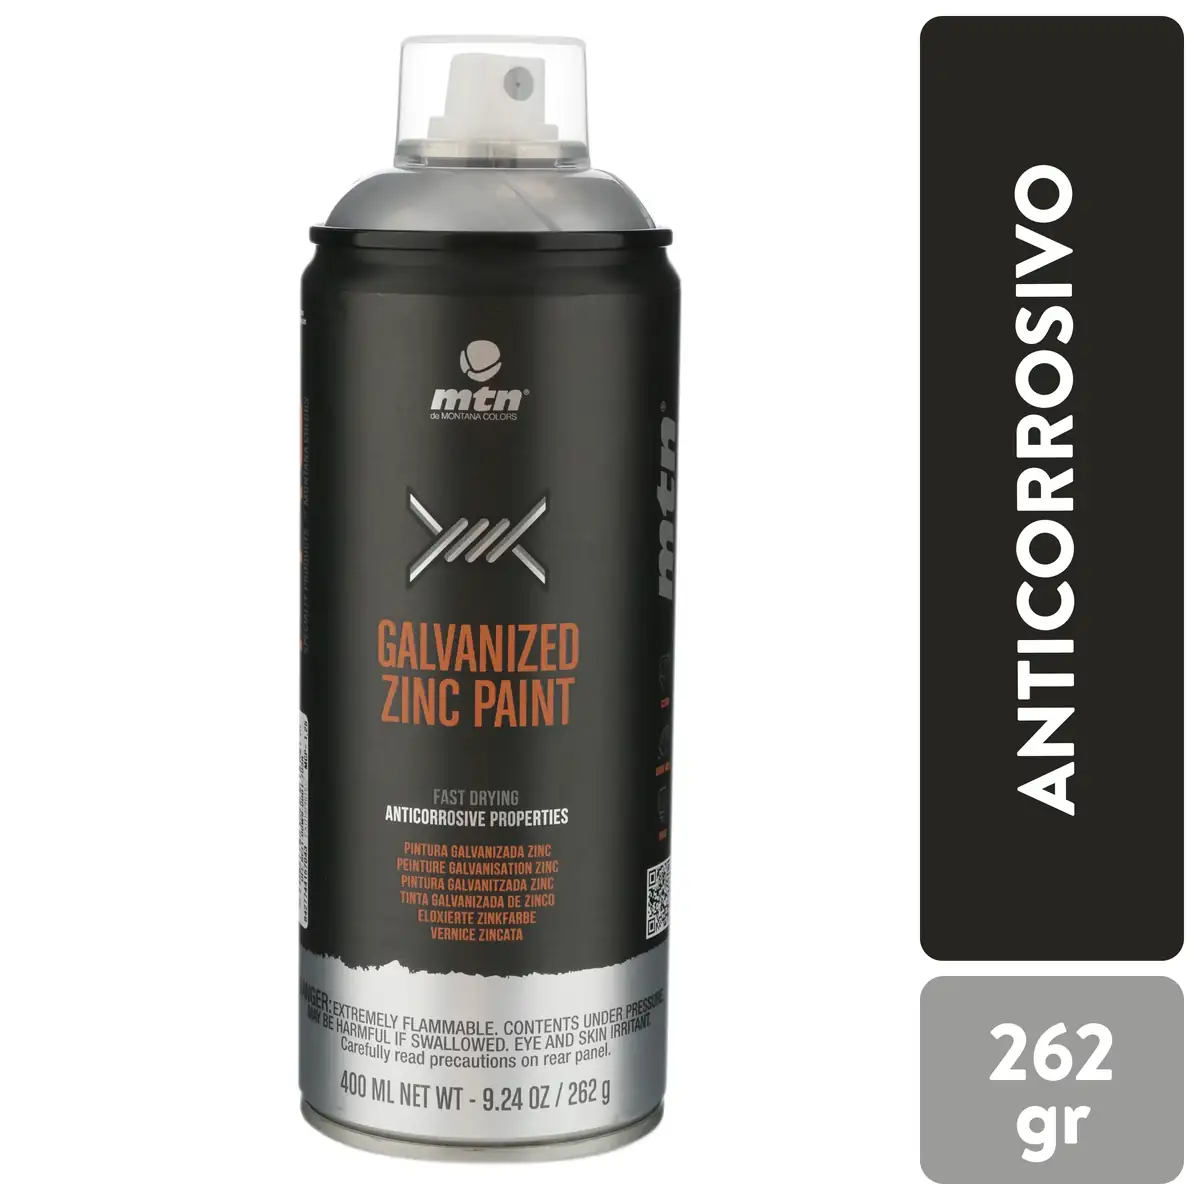 mtn®
de MONTANA COLORS
mtn®
GALVANIZED
ZINC PAINT
FAST DRYING
ANTICORROSIVE PROPERTIES
PINTURA GALVANIZADA ZINC
PEINTURE GALVANISATION ZINC
PINTURA GALVANITZADA ZINC
TINTA GALVANIZADA DE ZINCO
ELOXIERTE ZINKFARBE
VERNICE ZINCATA
EXTREMELY FLAMMABLE. CONTENTS UNDER PRESSURE
MAY BE HARMFUL IF SWALLOWED. EYE AND SKIN IRRITANT.
Carefully read precautions on rear panel.
400 ML NET WT - 9.24 OZ / 262 g
ANTICORROSIVO
262
gr